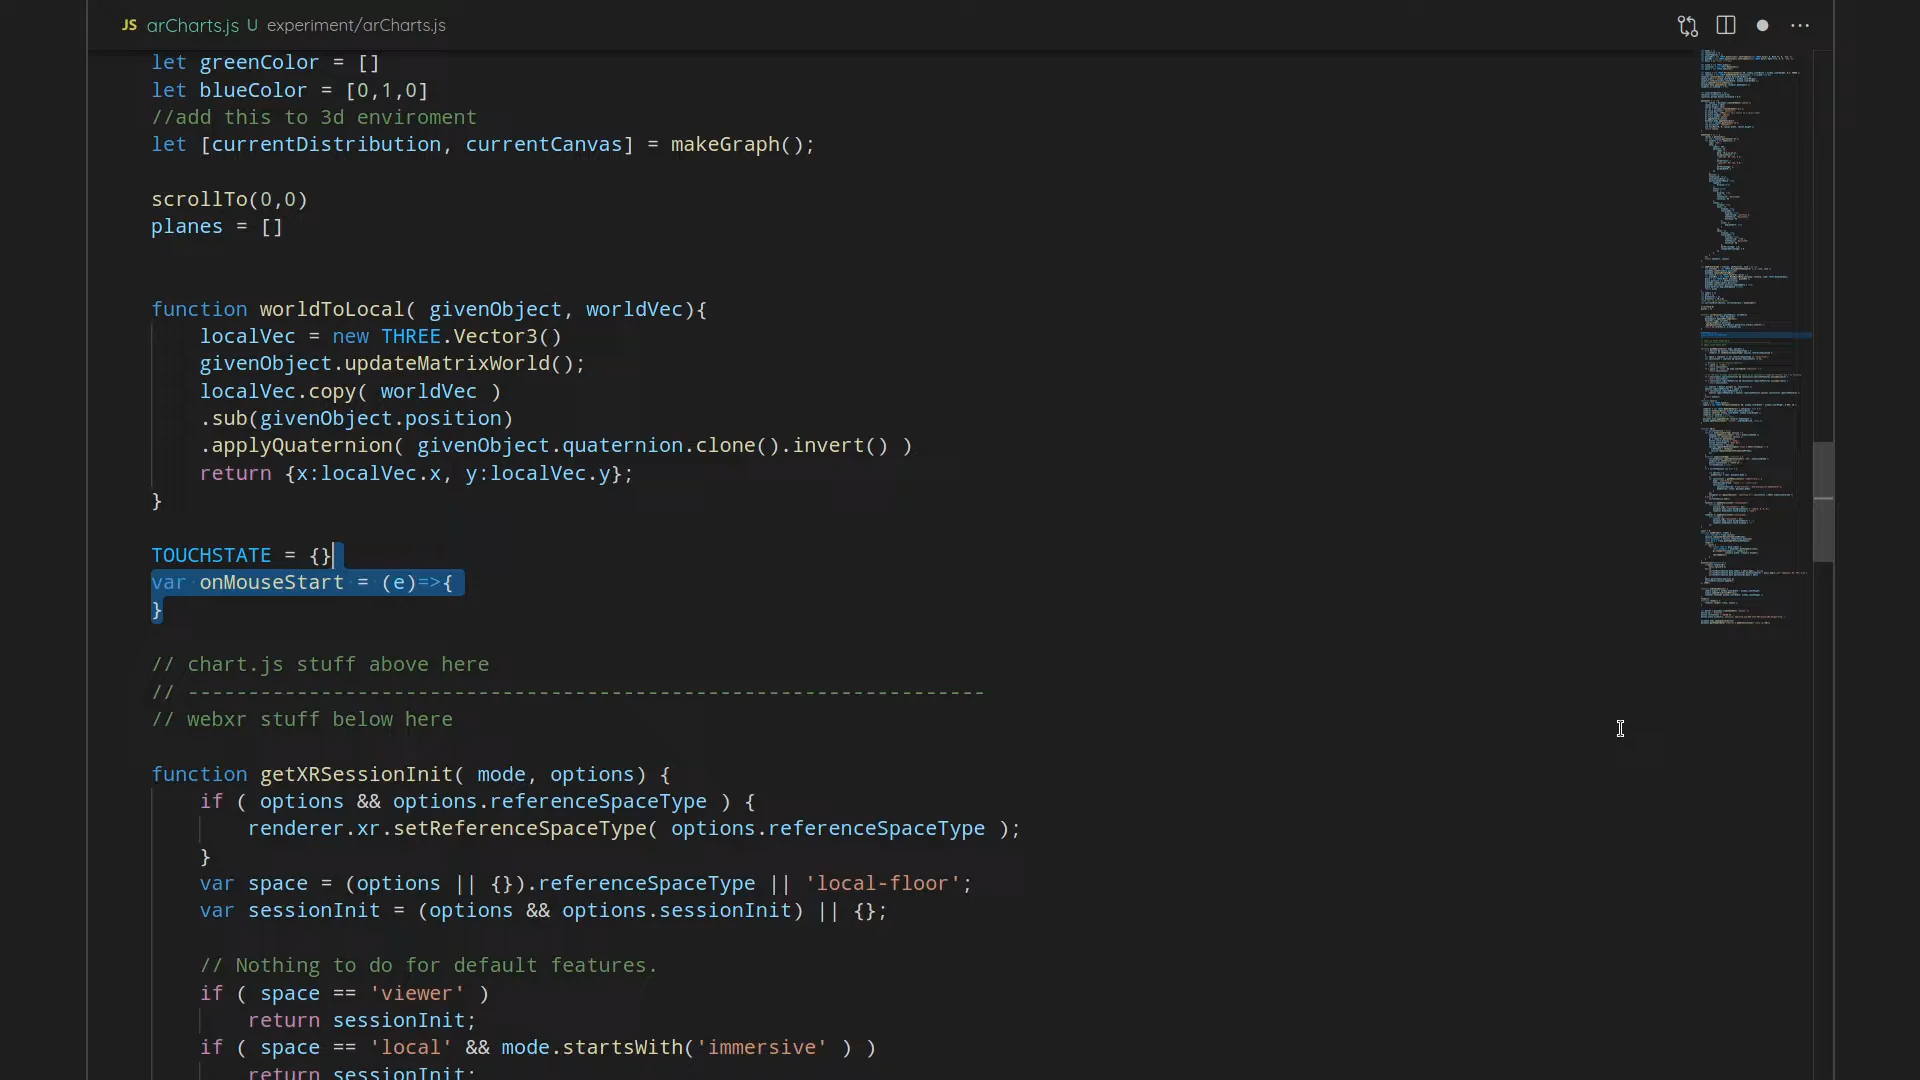 JS arCharts.js U experiment/arCharts.js
let greenColor = []
let blueColor = [0,1,0]
//add this to 3d enviroment
let [currentDistribution, currentCanvas] = makeGraph();
scrollTo(0,0)
planes = []
function worldToLocal( givenObject, worldVec){
localVec = new THREE.Vector3()
givenObject.updateMatrixWorld();
localVec.copy( worldVec )
.sub(givenObject.position)
.applyQuaternion( givenObject.quaternion.clone().invert() )
return {x:localVec.x, y:localVec.y};
}
TOUCHSTATE = {}
var onMouseStart = (e)=>{
}
// chart.js stuff above here
// ------------------------------------------------------------------
// webxr stuff below here
function getXRSessionInit( mode, options) {
if ( options && options.referenceSpaceType ) {
renderer.xr.setReferenceSpaceType( options.referenceSpaceType );
}
var space = (options || {}).referenceSpaceType || 'local-floor';
var sessionInit = (options && options.sessionInit) || {};
// Nothing to do for default features.
if ( space == 'viewer' )
return sessionInit;
if ( space == 'local' && mode.startsWith('immersive' ) )
return sessionInit;